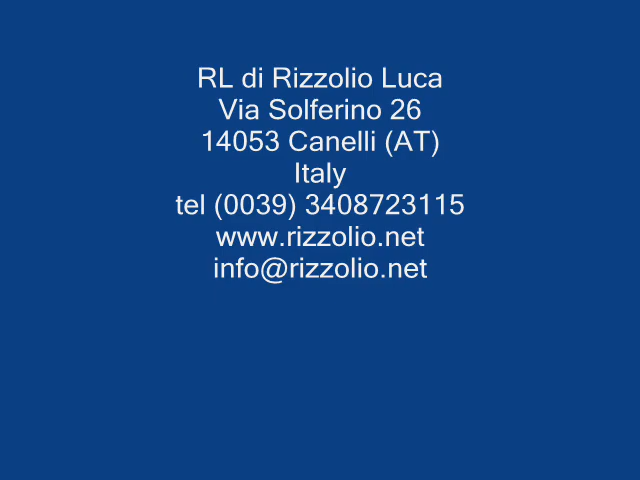 RL di Rizzolio Luca
Via Solferino 26
14053 Canelli (AT)
Italy
tel (0039) 3408723115
www.rizzolio.net
info@rizzolio.net